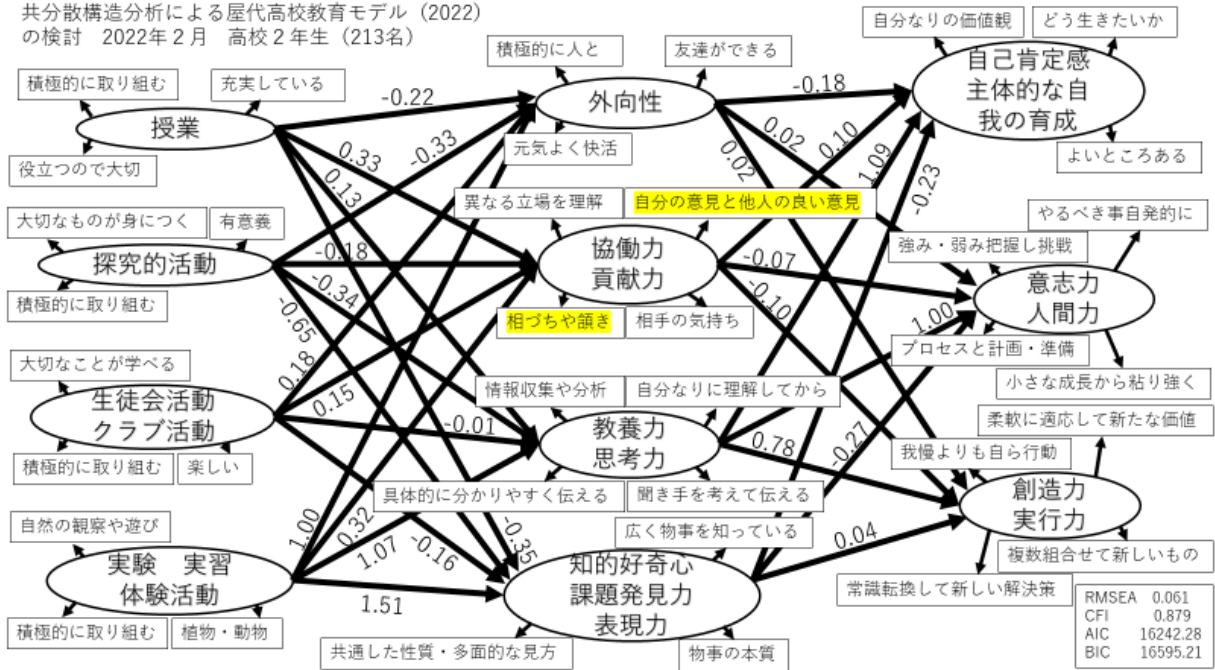 共分散構造分析による屋代高校教育モデル（2022）
の検討　2022年２月　高校２年生（213名）
積極的に取り組む
充実している
授業
役立つので大切
大切なものが身につく
有意義
探究的活動
積極的に取り組む
大切なことが学べる
生徒会活動
クラブ活動
積極的に取り組む
楽しい
自然の観察や遊び
実験　実習
体験活動
積極的に取り組む
植物・動物
-0.22
-0.33
0.33
0.13
-0.18
-0.34
-0.65
0.18
0.15
-0.01
1.00
0.32
1.07
-0.16
-0.35
1.51
積極的に人と
友達ができる
外向性
元気よく快活
異なる立場を理解
自分の意見と他人の良い意見
協働力
貢献力
相づちや頷き
相手の気持ち
情報収集や分析
自分なりに理解してから
教養力
思考力
具体的に分かりやすく伝える
聞き手を考えて伝える
広く物事を知っている
知的好奇心
課題発見力
表現力
共通した性質・多面的な見方
物事の本質
-0.18
0.02
0.02
0.10
1.09
-0.23
-0.07
-0.10
1.00
0.78
-0.27
0.04
自分なりの価値観
どう生きたいか
自己肯定感
主体的な自
我の育成
よいところある
やるべき事自発的に
強み・弱み把握し挑戦
意志力
人間力
プロセスと計画・準備
小さな成長から粘り強く
柔軟に適応して新たな価値
我慢よりも自ら行動
創造力
実行力
複数組合せて新しいもの
常識転換して新しい解決策
RMSEA 0.061
CFI 0.879
AIC 16242.28
BIC 16595.21